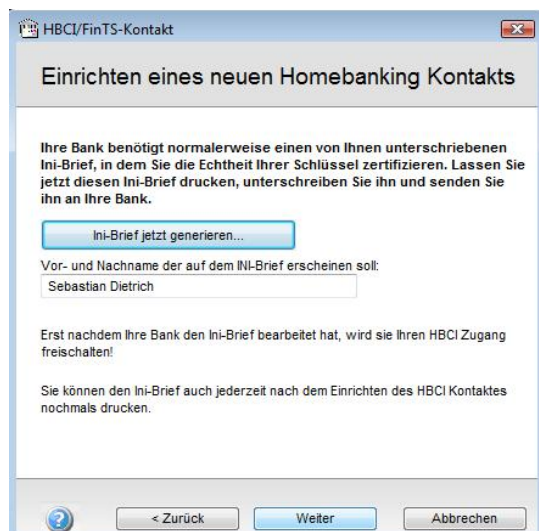 HBCI/FinTS-Kontakt
Einrichten eines neuen Homebanking Kontakts
Ihre Bank benötigt normalerweise einen von Ihnen unterschriebenen
Ini-Brief, in dem Sie die Echtheit Ihrer Schlüssel zertifizieren. Lassen Sie
jetzt diesen Ini-Brief drucken, unterschreiben Sie ihn und senden Sie
ihn an Ihre Bank.
Ini-Brief jetzt generieren...
Vor- und Nachname der auf dem INI-Brief erscheinen soll:
Sebastian Dietrich
Erst nachdem Ihre Bank den Ini-Brief bearbeitet hat, wird sie Ihren HBCI Zugang
freischalten!
Sie können den Ini-Brief auch jederzeit nach dem Einrichten des HBCI Kontaktes
nochmals drucken.
< Zurück Weiter Abbrechen